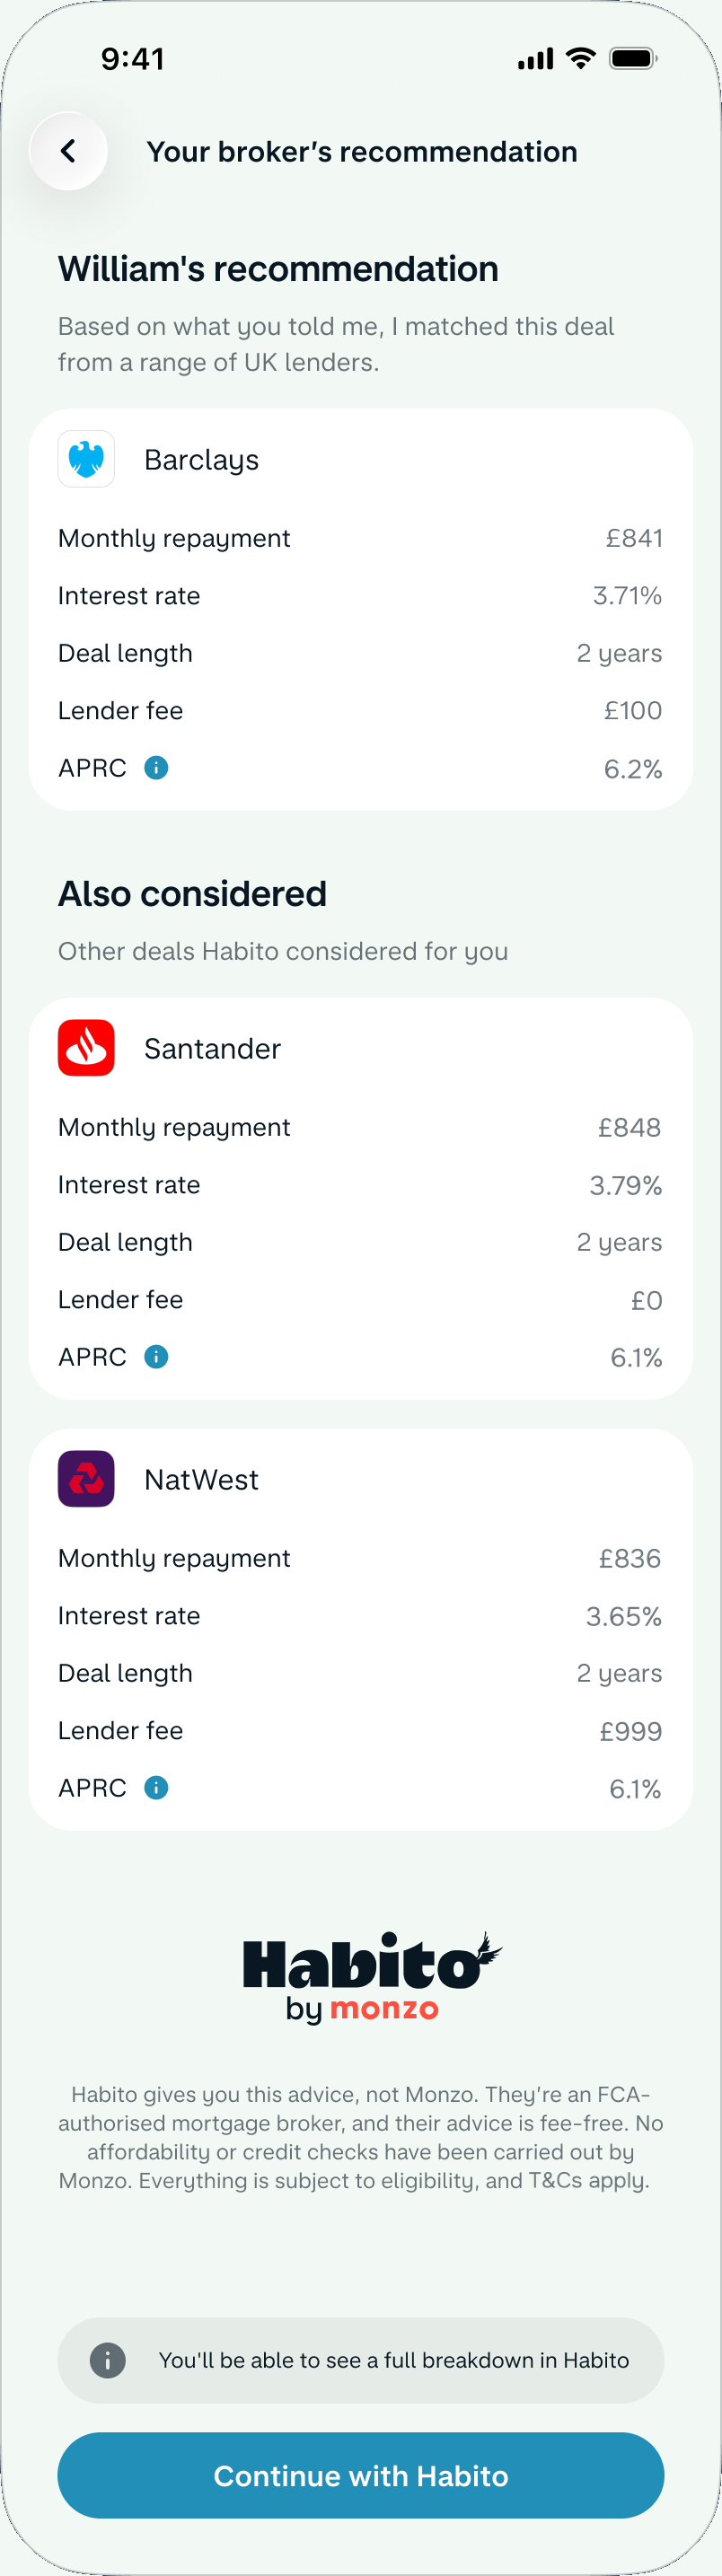 9:41
Your broker’s recommendation
William's recommendation
Based on what you told me, I matched this deal
from a range of UK lenders.
Barclays
Monthly repayment £841
Interest rate 3.71%
Deal length 2 years
Lender fee £100
APRC 6.2%
Also considered
Other deals Habito considered for you
Santander
Monthly repayment £848
Interest rate 3.79%
Deal length 2 years
Lender fee £0
APRC 6.1%
NatWest
Monthly repayment £836
Interest rate 3.65%
Deal length 2 years
Lender fee £999
APRC 6.1%
Habito
by monzo
Habito gives you this advice, not Monzo. They’re an FCA-
authorised mortgage broker, and their advice is fee-free. No
affordability or credit checks have been carried out by
Monzo. Everything is subject to eligibility, and T&Cs apply.
You'll be able to see a full breakdown in Habito
Continue with Habito